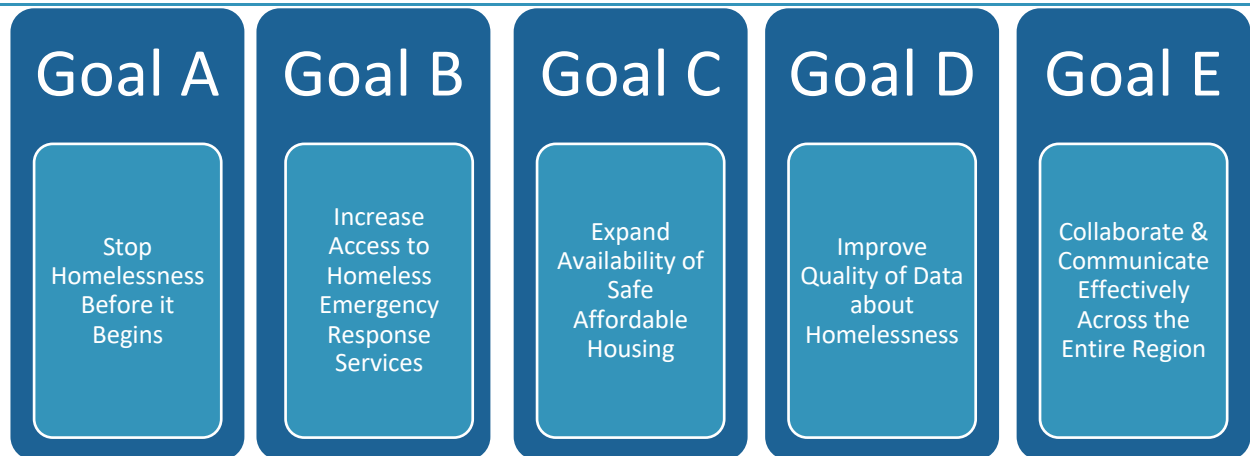 Goal A
Stop
Homelessness
Before it
Begins
Goal B
Increase
Access to
Homeless
Emergency
Response
Services
Goal C
Expand
Availability of
Safe
Affordable
Housing
Goal D
Improve
Quality of Data
about
Homelessness
Goal E
Collaborate &
Communicate
Effectively
Across the
Entire Region